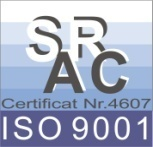 SR
AC
Certificat Nr.4607
ISO 9001